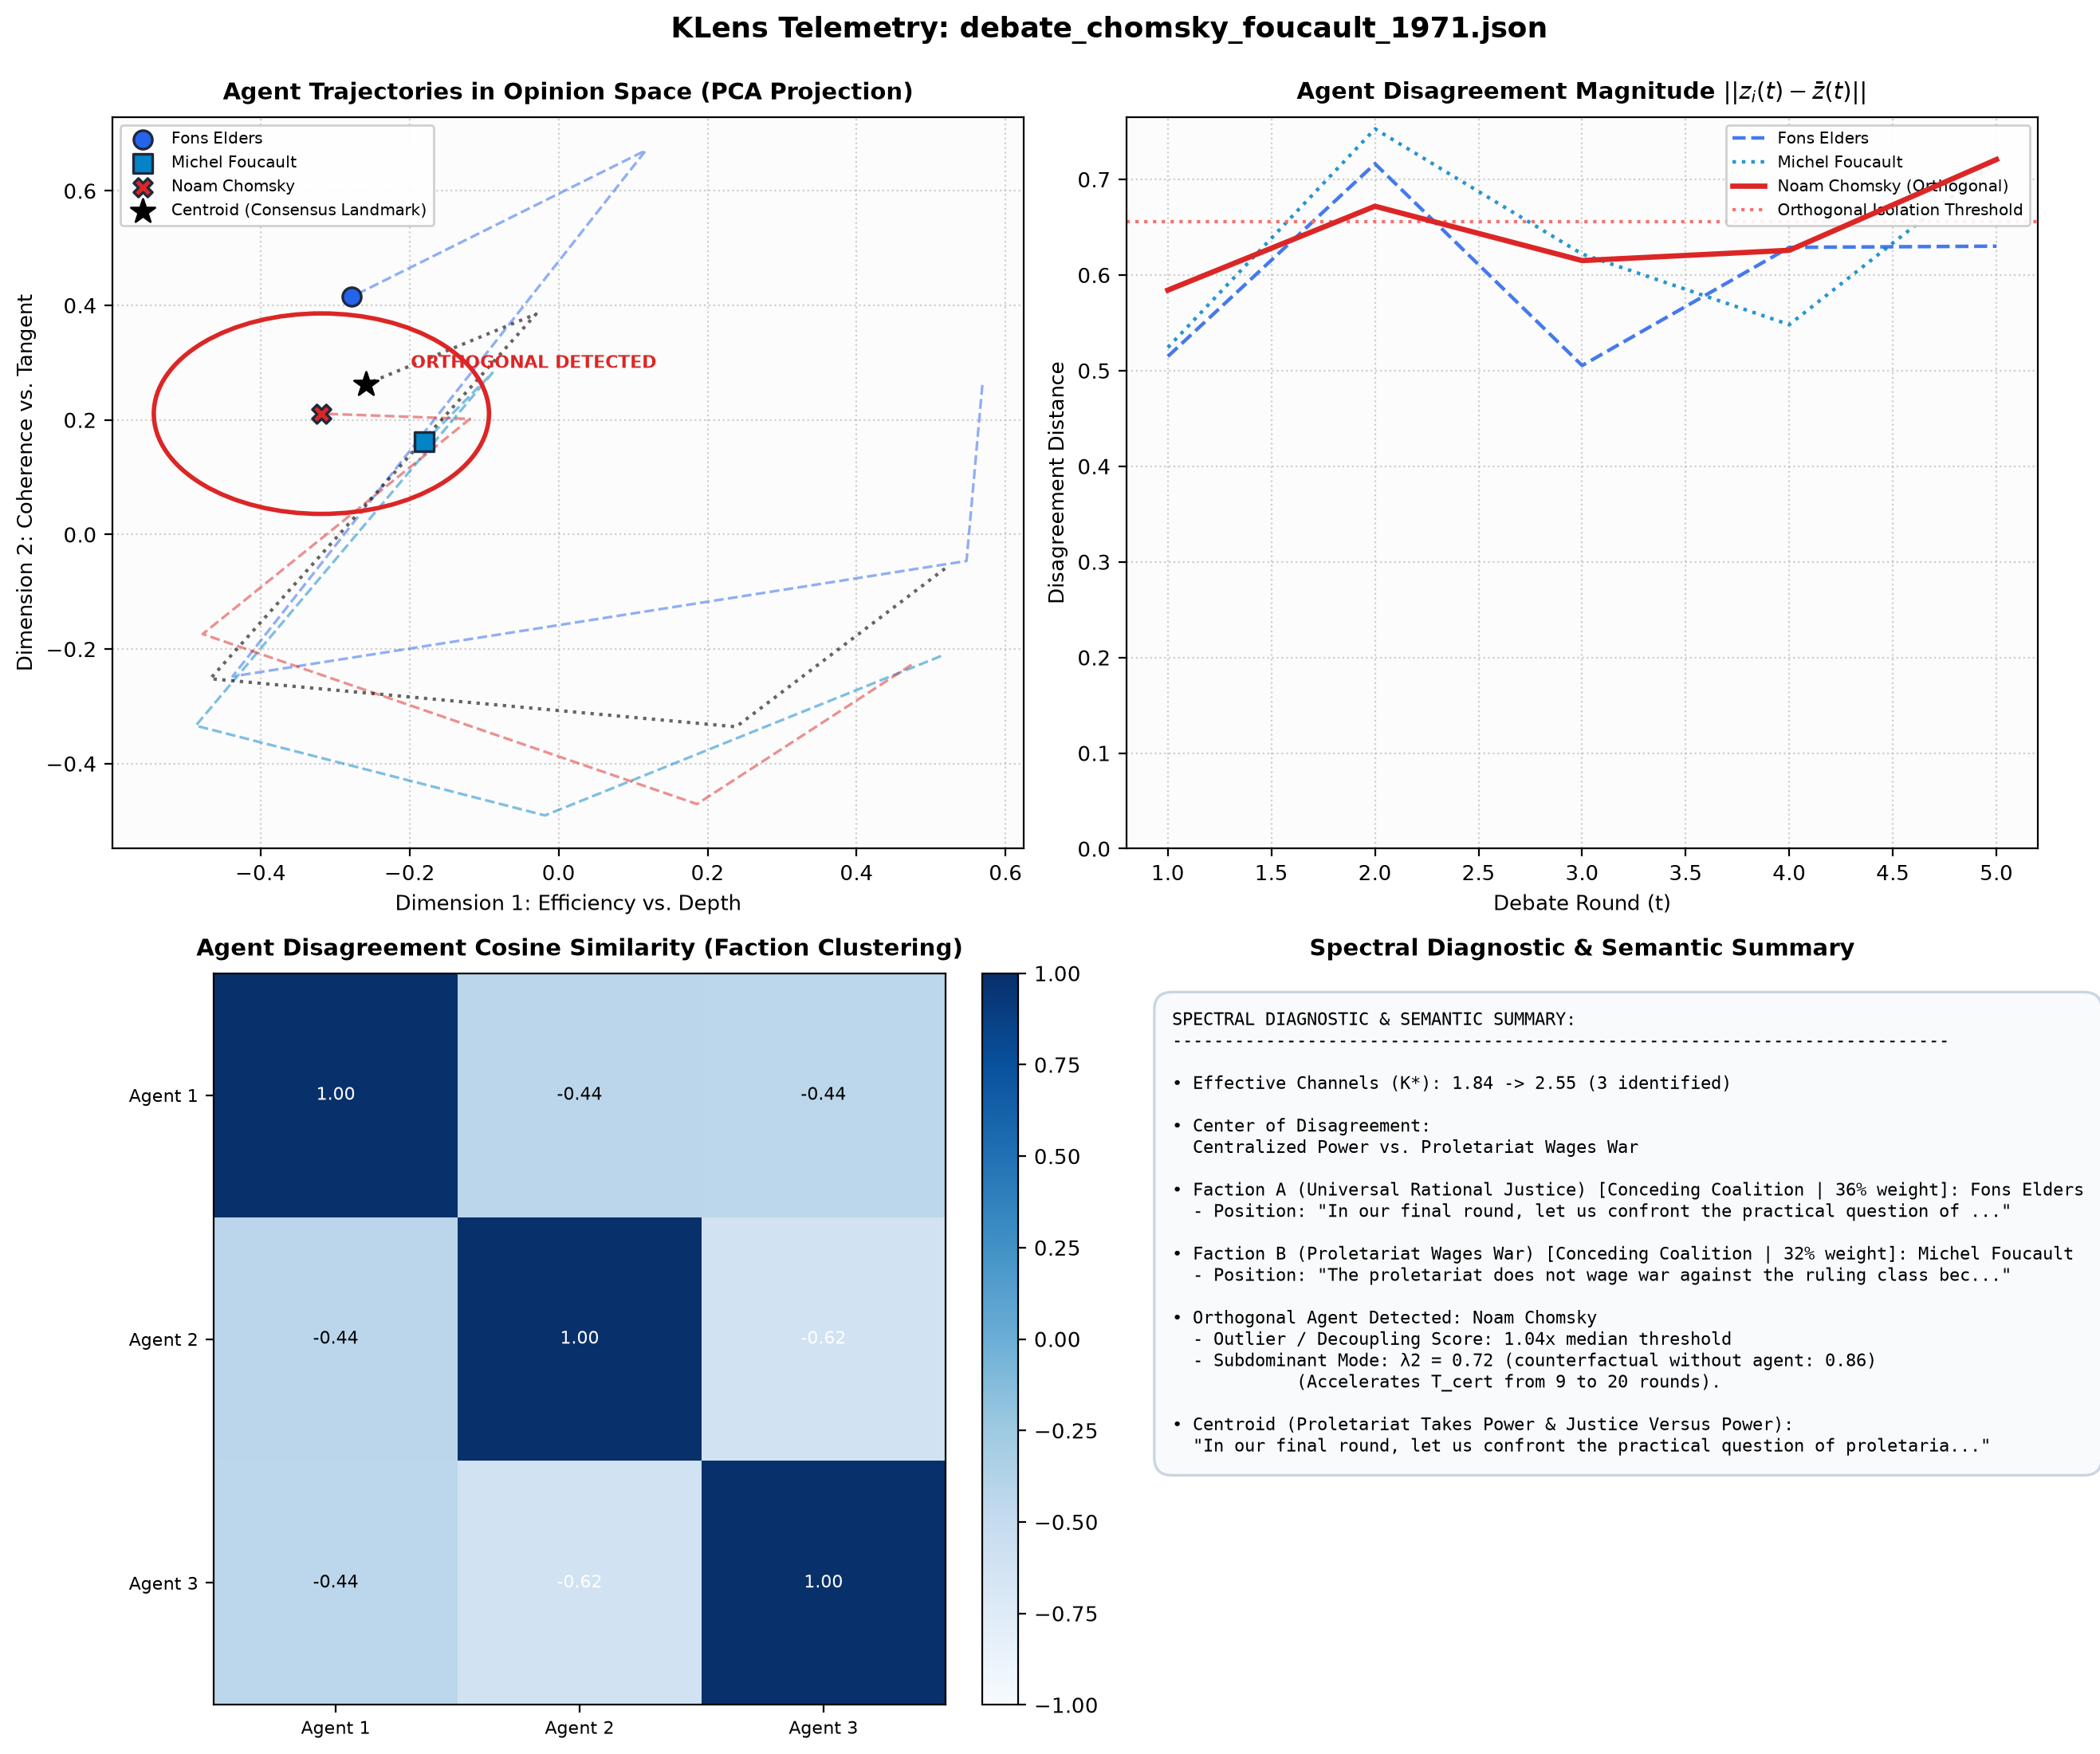 KLens Telemetry: debate_chomsky_foucault_1971.json
Agent Trajectories in Opinion Space (PCA Projection)
Fons Elders
Michel Foucault
Noam Chomsky
Centroid (Consensus Landmark)
ORTHOGONAL DETECTED
Dimension 2: Coherence vs. Tangent
0.6
0.4
0.2
0.0
−0.2
−0.4
−0.4
−0.2
0.0
0.2
0.4
0.6
Dimension 1: Efficiency vs. Depth
Agent Disagreement Magnitude ||z_i(t) − z̄(t)||
Fons Elders
Michel Foucault
Noam Chomsky (Orthogonal)
Orthogonal Isolation Threshold
Disagreement Distance
0.7
0.6
0.5
0.4
0.3
0.2
0.1
0.0
1.0
1.5
2.0
2.5
3.0
3.5
4.0
4.5
5.0
Debate Round (t)
Agent Disagreement Cosine Similarity (Faction Clustering)
Agent 1
1.00
-0.44
-0.44
Agent 2
-0.44
1.00
-0.62
Agent 3
-0.44
-0.62
1.00
Agent 1
Agent 2
Agent 3
1.00
0.75
0.50
0.25
0.00
−0.25
−0.50
−0.75
−1.00
Spectral Diagnostic & Semantic Summary
SPECTRAL DIAGNOSTIC & SEMANTIC SUMMARY:
---------------------------------------------------------------------------
• Effective Channels (K*): 1.84 -> 2.55 (3 identified)
• Center of Disagreement:
Centralized Power vs. Proletariat Wages War
• Faction A (Universal Rational Justice) [Conceding Coalition | 36% weight]: Fons Elders
- Position: "In our final round, let us confront the practical question of ..."
• Faction B (Proletariat Wages War) [Conceding Coalition | 32% weight]: Michel Foucault
- Position: "The proletariat does not wage war against the ruling class bec..."
• Orthogonal Agent Detected: Noam Chomsky
- Outlier / Decoupling Score: 1.04x median threshold
- Subdominant Mode: λ2 = 0.72 (counterfactual without agent: 0.86)
(Accelerates T_cert from 9 to 20 rounds).
• Centroid (Proletariat Takes Power & Justice Versus Power):
"In our final round, let us confront the practical question of proletaria..."